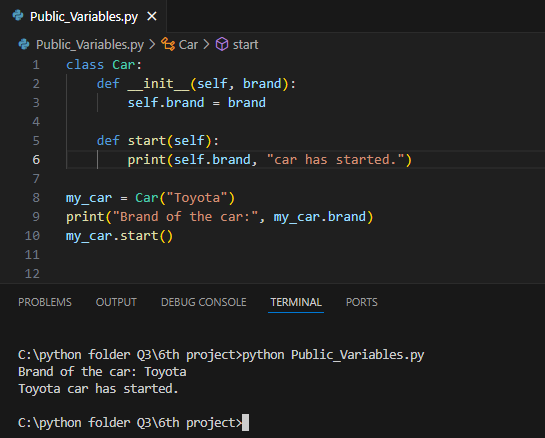 Public_Variables.py ×
Public_Variables.py > Car > start
1 class Car:
2     def __init__(self, brand):
3         self.brand = brand
4
5     def start(self):
6         print(self.brand, "car has started.")
7
8 my_car = Car("Toyota")
9 print("Brand of the car:", my_car.brand)
10 my_car.start()
11
12
PROBLEMS OUTPUT DEBUG CONSOLE TERMINAL PORTS
C:\python folder Q3\6th project>python Public_Variables.py
Brand of the car: Toyota
Toyota car has started.
C:\python folder Q3\6th project>